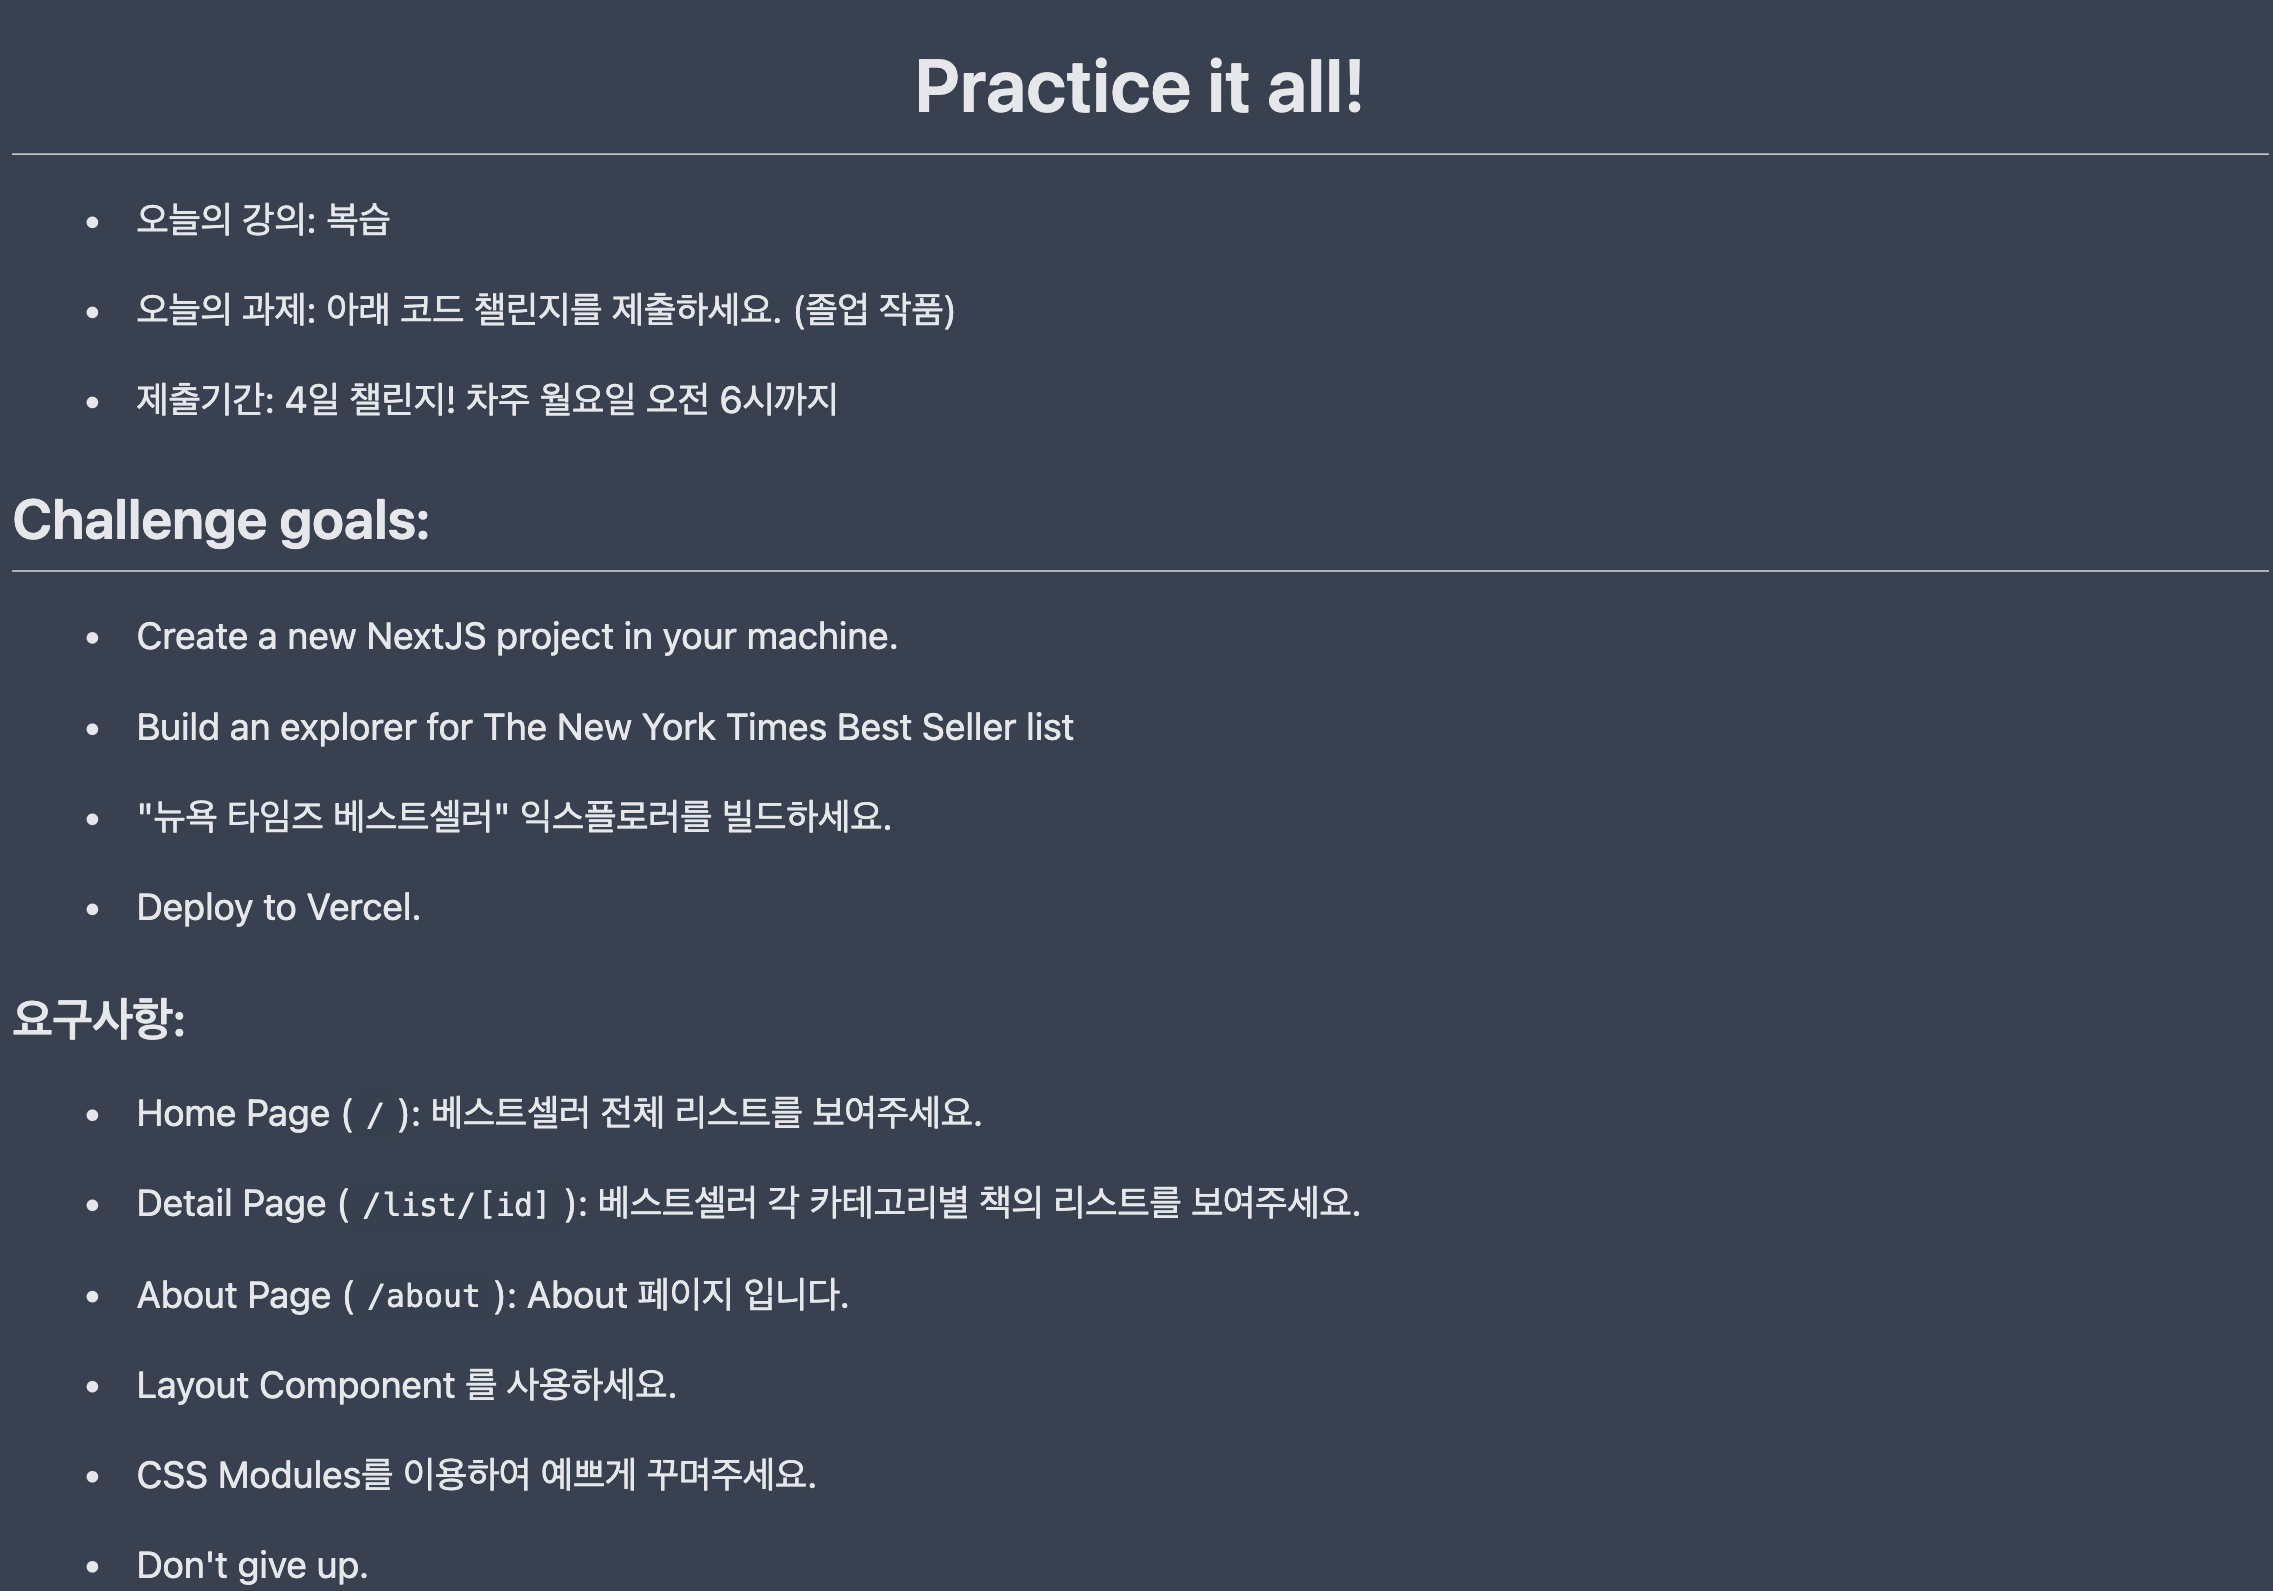 Practice it all!
오늘의 강의: 복습
오늘의 과제: 아래 코드 챌린지를 제출하세요. (졸업 작품)
제출기간: 4일 챌린지! 차주 월요일 오전 6시까지
Challenge goals:
Create a new NextJS project in your machine.
Build an explorer for The New York Times Best Seller list
"뉴욕 타임즈 베스트셀러" 익스플로러를 빌드하세요.
Deploy to Vercel.
요구사항:
Home Page ( / ): 베스트셀러 전체 리스트를 보여주세요.
Detail Page ( /list/[id] ): 베스트셀러 각 카테고리별 책의 리스트를 보여주세요.
About Page ( /about ): About 페이지 입니다.
Layout Component 를 사용하세요.
CSS Modules를 이용하여 예쁘게 꾸며주세요.
Don't give up.